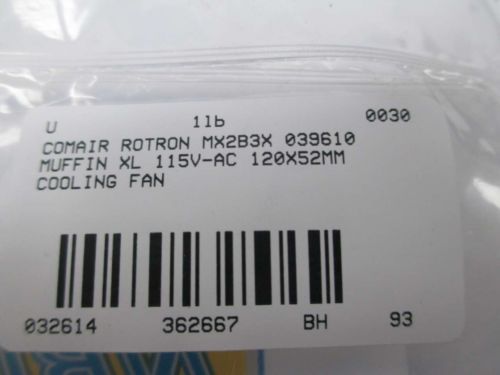 U 1lb 0030
COMAIR ROTRON MX2B3X 039610
MUFFIN XL 115V-AC 120X52MM
COOLING FAN
032614 362667 BH 93